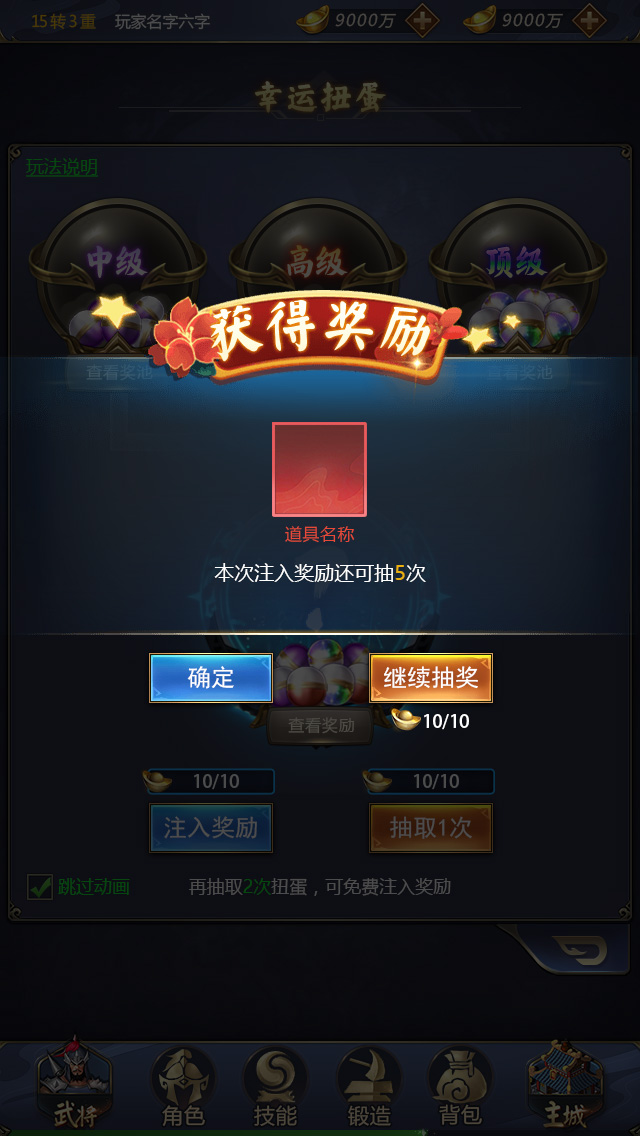 15转3重 玩家名字六字 9000万 9000万
幸运扭蛋
玩法说明
中级 高级 顶级
获得奖励
查看奖池 查看奖池
道具名称
本次注入奖励还可抽5次
确定 继续抽奖
10/10
查看奖励
10/10 10/10
注入奖励 抽取1次
跳过动画 再抽取2次扭蛋，可免费注入奖励
武将 角色 技能 锻造 背包 主城